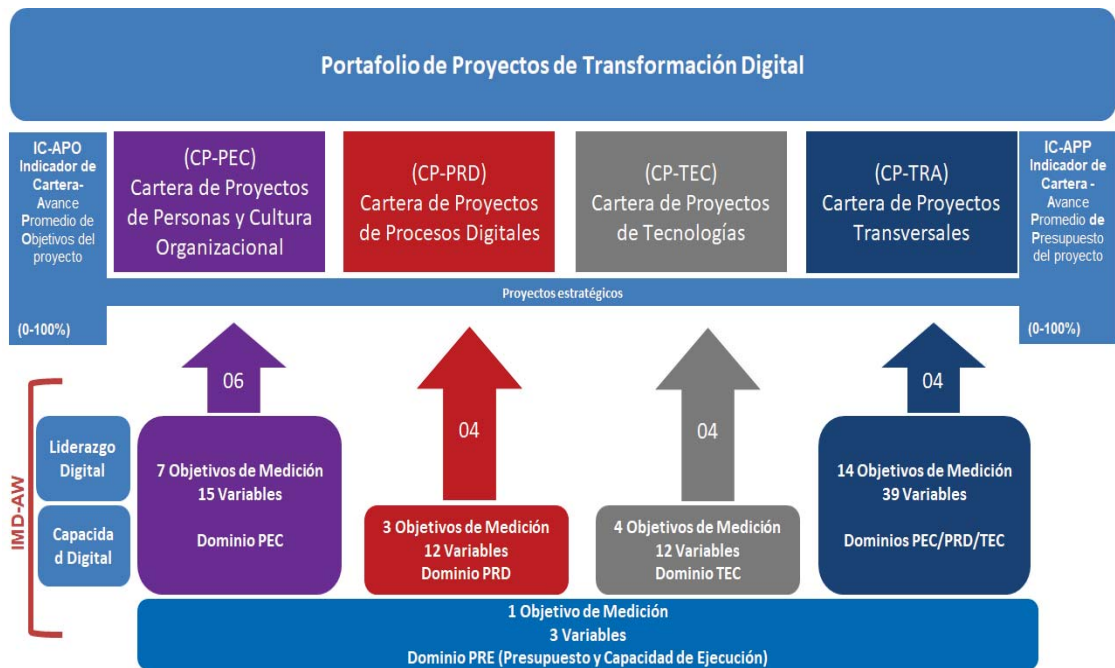 Portafolio de Proyectos de Transformación Digital
IC-APO
Indicador de
Cartera-
Avance
Promedio de
Objetivos del
proyecto
(0-100%)
(CP-PEC)
Cartera de Proyectos
de Personas y Cultura
Organizacional
(CP-PRD)
Cartera de Proyectos
de Procesos Digitales
(CP-TEC)
Cartera de Proyectos
de Tecnologías
(CP-TRA)
Cartera de Proyectos
Transversales
IC-APP
Indicador de
Cartera -
Avance
Promedio de
Presupuesto
del proyecto
(0-100%)
Proyectos estratégicos
06
04
04
04
IMD-AW
Liderazgo
Digital
Capacida
d Digital
7 Objetivos de Medición
15 Variables
Dominio PEC
3 Objetivos de Medición
12 Variables
Dominio PRD
4 Objetivos de Medición
12 Variables
Dominio TEC
14 Objetivos de Medición
39 Variables
Dominios PEC/PRD/TEC
1 Objetivo de Medición
3 Variables
Dominio PRE (Presupuesto y Capacidad de Ejecución)